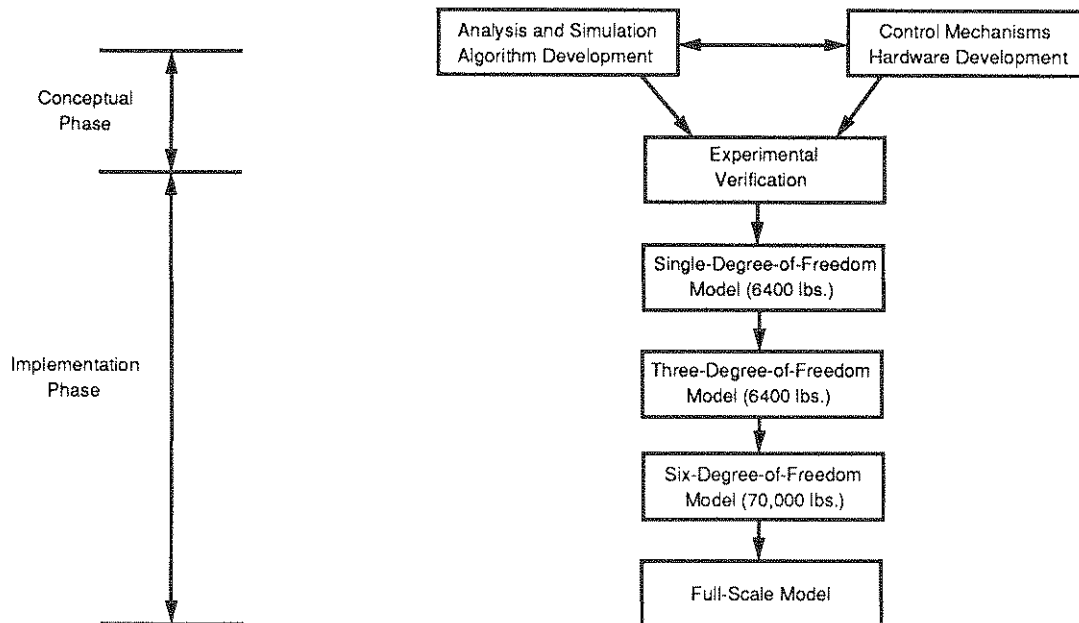 Analysis and Simulation
Algorithm Development
Control Mechanisms
Hardware Development
Conceptual
Phase
Experimental
Verification
Single-Degree-of-Freedom
Model (6400 lbs.)
Implementation
Phase
Three-Degree-of-Freedom
Model (6400 lbs.)
Six-Degree-of-Freedom
Model (70,000 lbs.)
Full-Scale Model